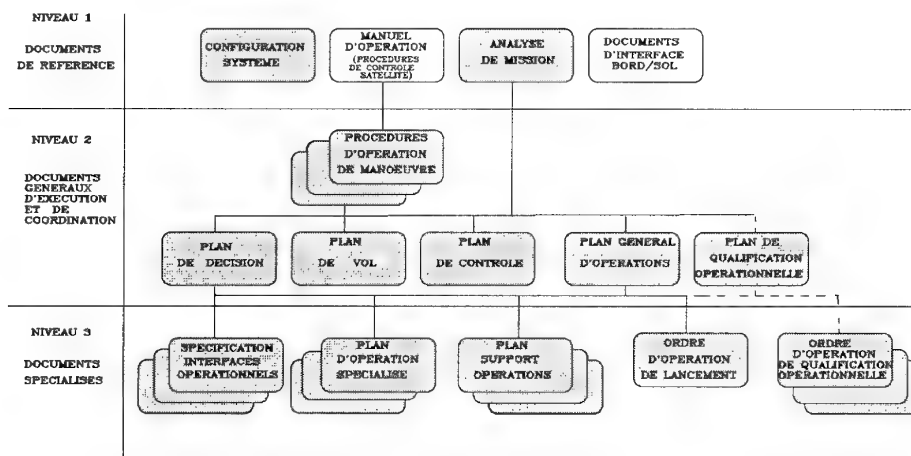 NIVEAU 1
DOCUMENTS
DE REFERENCE
CONFIGURATION
SYSTEME
MANUEL
D'OPERATION
(PROCEDURES
DE CONTROLE
SATELLITE)
ANALYSE
DE MISSION
DOCUMENTS
D'INTERFACE
BORD/SOL
NIVEAU 2
DOCUMENTS
GENERAUX
D'EXECUTION
ET DE
COORDINATION
PROCEDURES
D'OPERATION
DE MANOEUVRE
PLAN
DE DECISION
PLAN
DE VOL
PLAN
DE CONTROLE
PLAN GENERAL
D'OPERATIONS
PLAN DE
QUALIFICATION
OPERATIONNELLE
NIVEAU 3
DOCUMENTS
SPECIALISES
SPECIFICATION
INTERFACES
OPERATIONNELS
PLAN
D'OPERATION
SPECIALISE
PLAN
SUPPORT
OPERATIONS
ORDRE
D'OPERATION
DE LANCEMENT
ORDRE
D'OPERATION
DE QUALIFICATION
OPERATIONNELLE